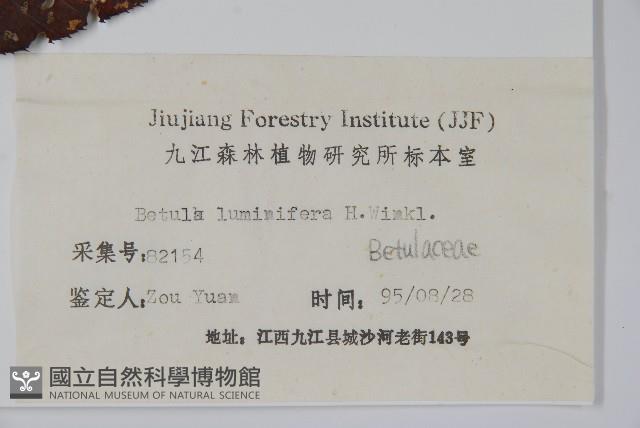 Jiujiang Forestry Institute (JJF)
九江森林植物研究所标本室
Betula luminifera H.Winkl.
Betulaceae
采集号:82154
鉴定人:Zou Yuan 时间: 95/08/28
地址: 江西九江县城沙河老街143号
國立自然科學博物館
NATIONAL MUSEUM OF NATURAL SCIENCE